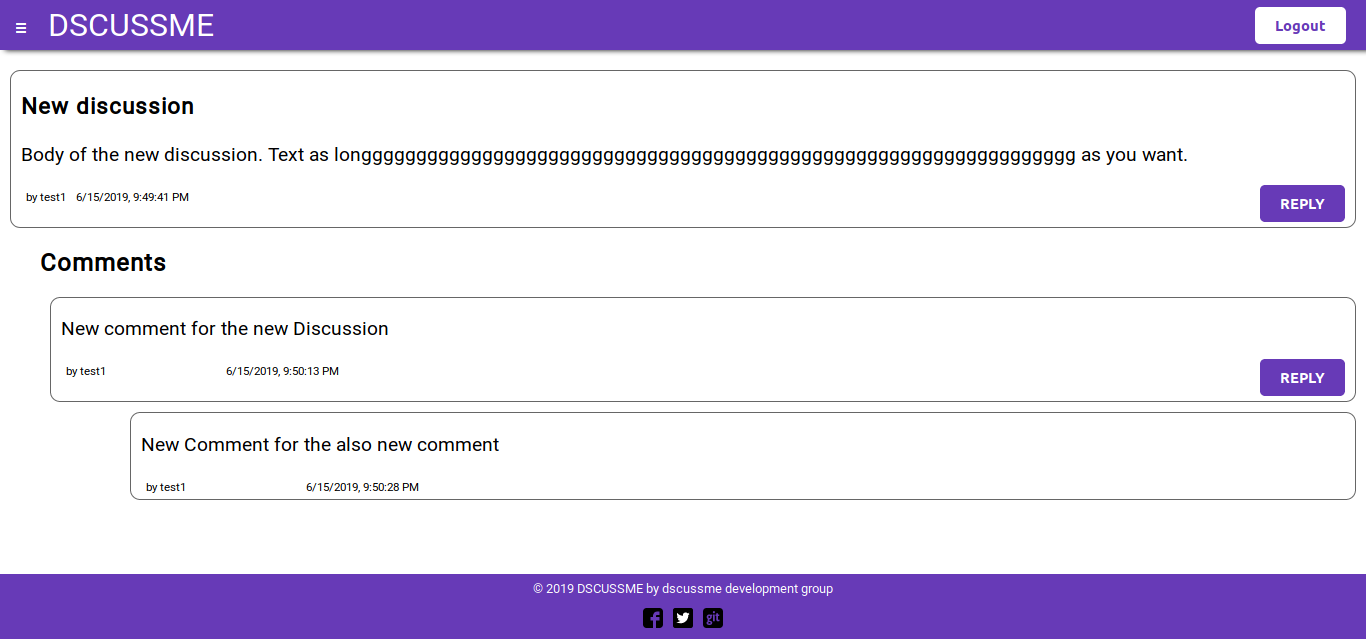 DSCUSSME
Logout
New discussion
Body of the new discussion. Text as longggggggggggggggggggggggggggggggggggggggggggggggggggggggggggggggggg as you want.
by test1 6/15/2019, 9:49:41 PM
REPLY
Comments
New comment for the new Discussion
by test1 6/15/2019, 9:50:13 PM
REPLY
New Comment for the also new comment
by test1 6/15/2019, 9:50:28 PM
© 2019 DSCUSSME by dscussme development group
git